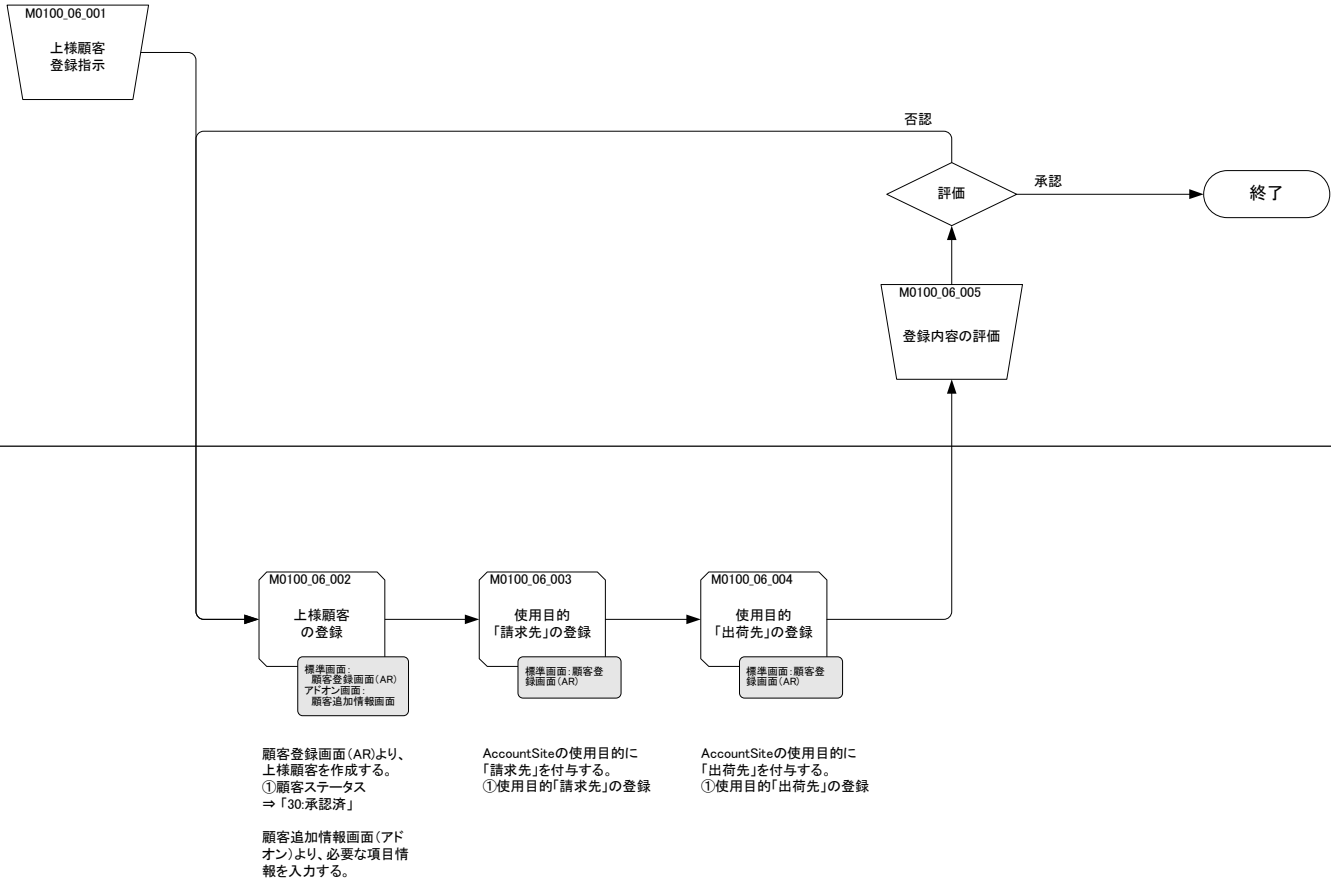 M0100_06_001
上様顧客
登録指示
否認
評価
承認
終了
M0100_06_005
登録内容の評価
M0100_06_002
上様顧客
の登録
標準画面：
顧客登録画面（AR）
アドオン画面：
顧客追加情報画面
M0100_06_003
使用目的
「請求先」の登録
標準画面：顧客登
録画面（AR）
M0100_06_004
使用目的
「出荷先」の登録
標準画面：顧客登
録画面（AR）
顧客登録画面（AR）より、
上様顧客を作成する。
①顧客ステータス
⇒「30:承認済」
顧客追加情報画面（アド
オン）より、必要な項目情
報を入力する。
AccountSiteの使用目的に
「請求先」を付与する。
①使用目的「請求先」の登録
AccountSiteの使用目的に
「出荷先」を付与する。
①使用目的「出荷先」の登録